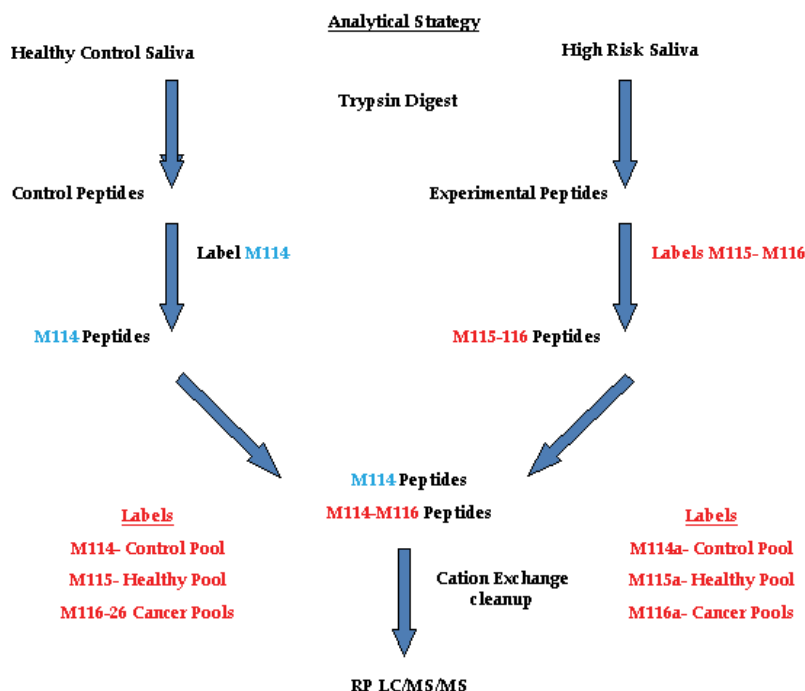 Analytical Strategy
Healthy Control Saliva
High Risk Saliva
Trypsin Digest
Control Peptides
Experimental Peptides
Label M114
Labels M115- M116
M114 Peptides
M115-116 Peptides
M114 Peptides
M114-M116 Peptides
Labels
M114- Control Pool
M115- Healthy Pool
M116-26 Cancer Pools
Cation Exchange
cleanup
Labels
M114a- Control Pool
M115a- Healthy Pool
M116a- Cancer Pools
RP LC/MS/MS